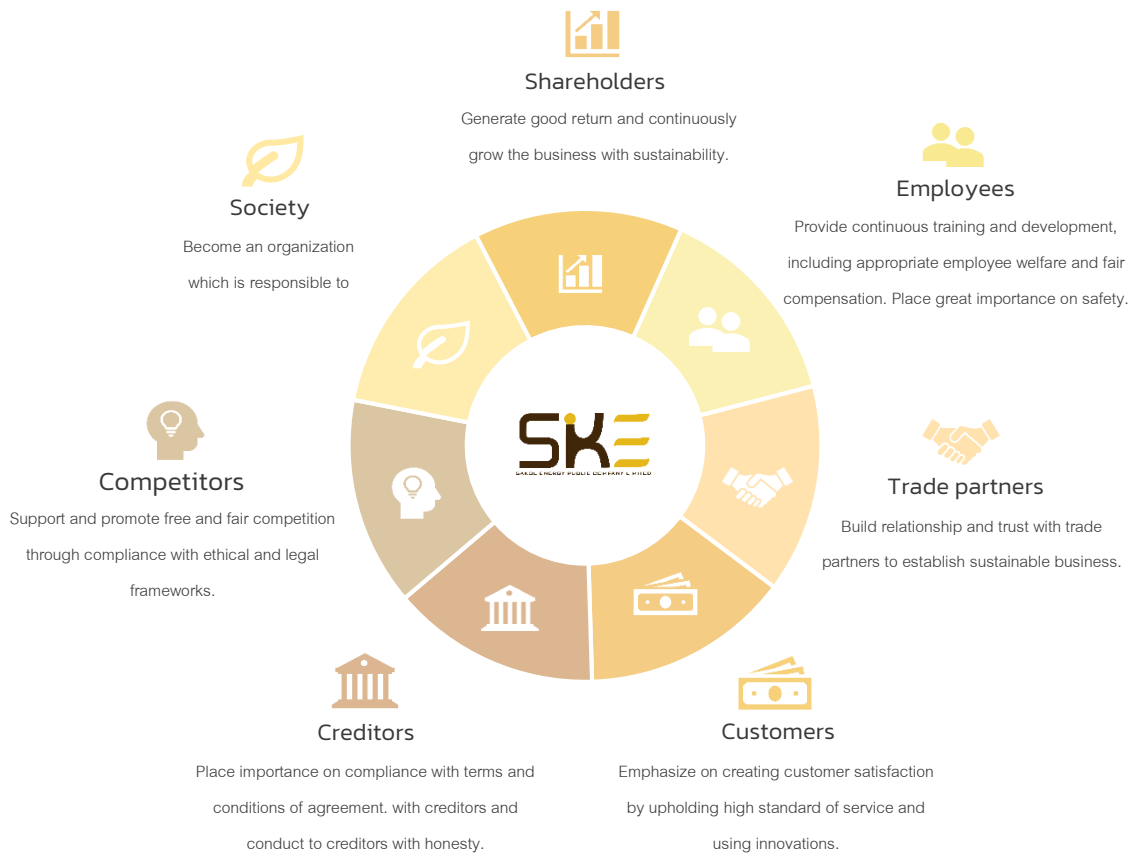 Shareholders
Generate good return and continuously
grow the business with sustainability.
Employees
Provide continuous training and development,
including appropriate employee welfare and fair
compensation. Place great importance on safety.
Society
Become an organization
which is responsible to
SKE
SAKOL ENERGY PUBLIC COMPANY LIMITED
Competitors
Support and promote free and fair competition
through compliance with ethical and legal
frameworks.
Trade partners
Build relationship and trust with trade
partners to establish sustainable business.
Creditors
Place importance on compliance with terms and
conditions of agreement. with creditors and
conduct to creditors with honesty.
Customers
Emphasize on creating customer satisfaction
by upholding high standard of service and
using innovations.